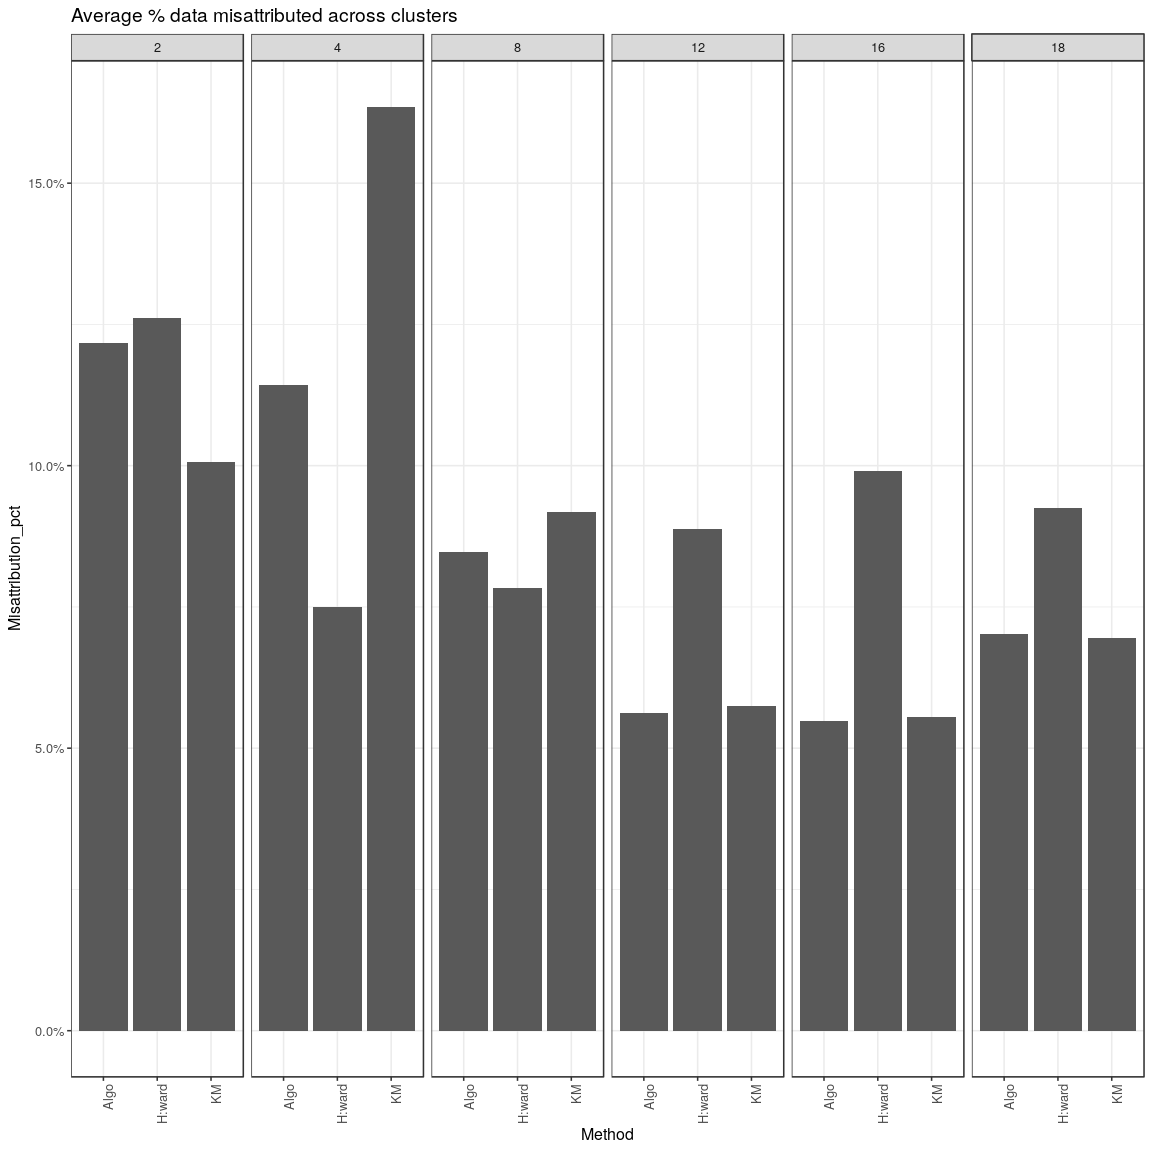 Average % data misattributed across clusters
2 4 8 12 16 18
15.0%
10.0%
5.0%
0.0%
Misattribution_pct
Algo H:ward KM Algo H:ward KM Algo H:ward KM Algo H:ward KM Algo H:ward KM Algo H:ward KM
Method